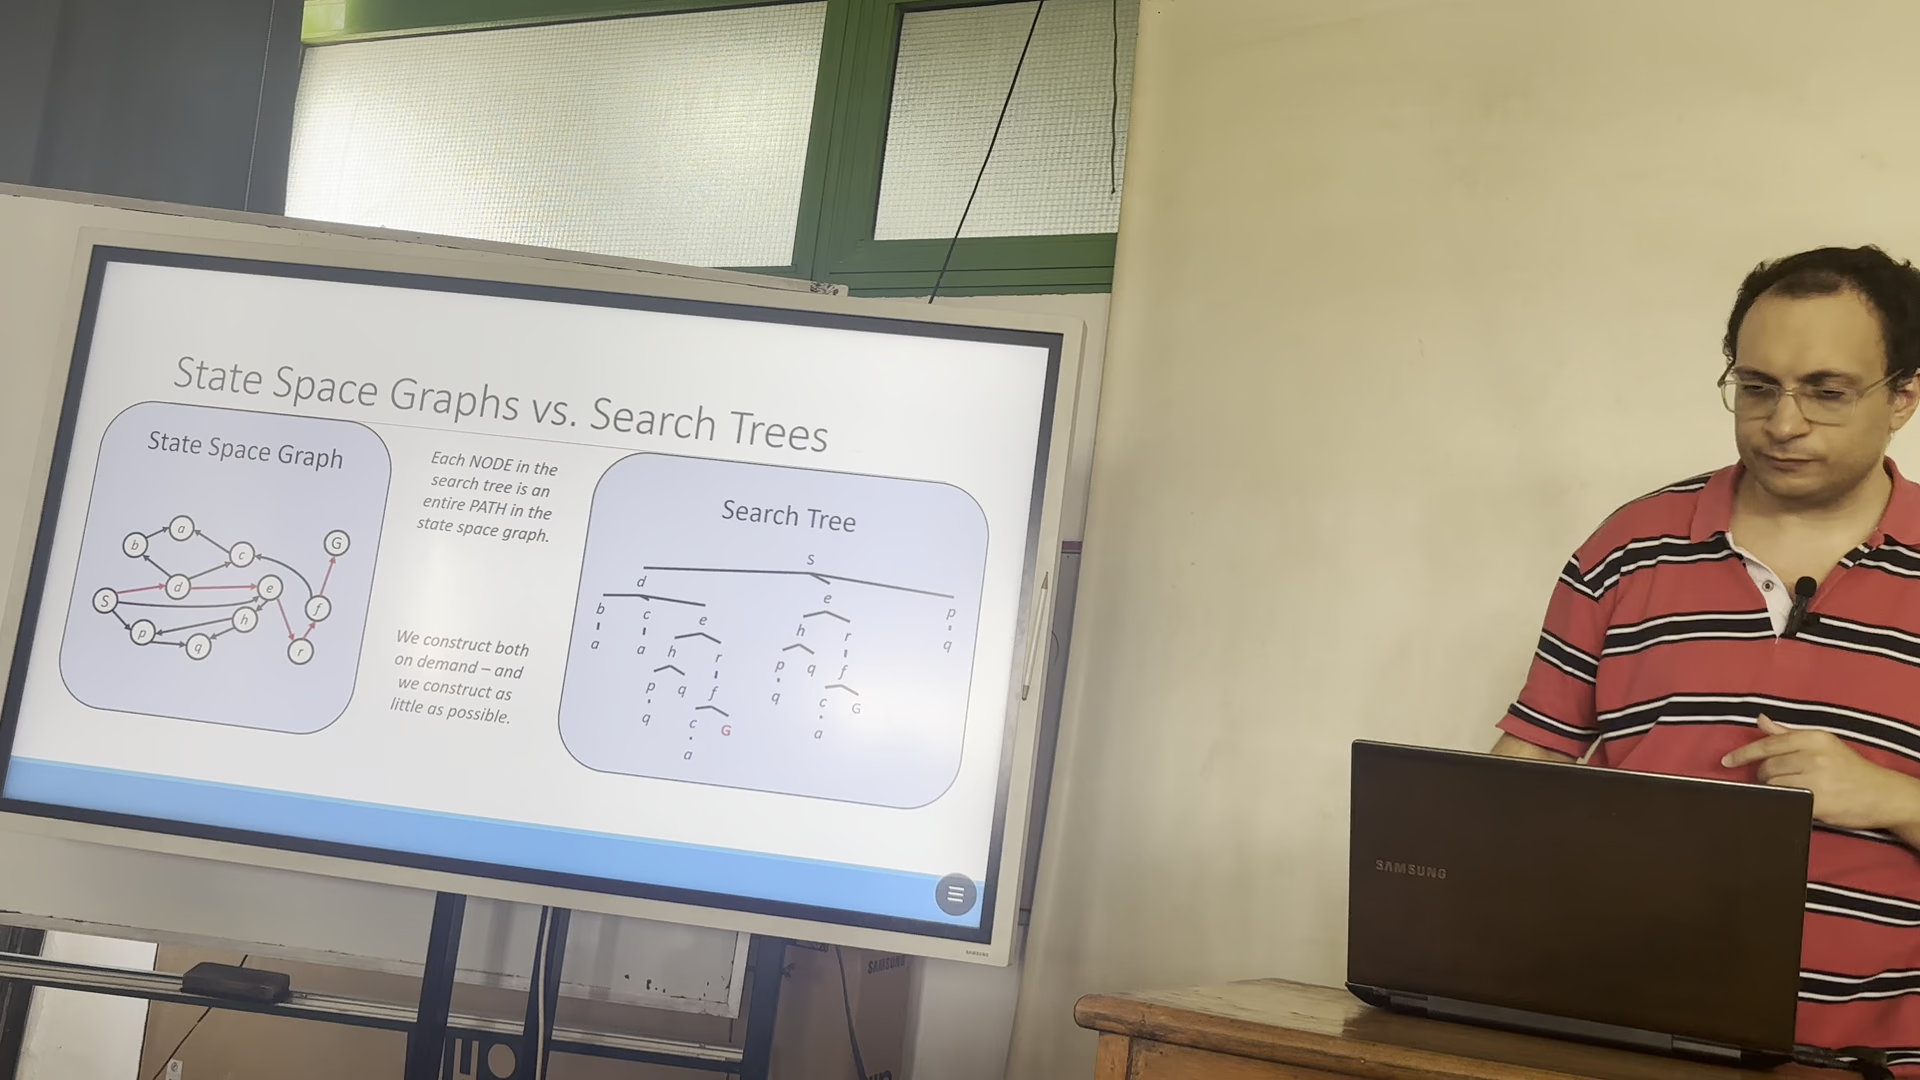 State Space Graphs vs. Search Trees
State Space Graph
a
b
c
G
d
e
S
f
h
p
q
r
Each NODE in the
search tree is an
entire PATH in the
state space graph.
We construct both
on demand – and
we construct as
little as possible.
Search Tree
S
d e p
b c e h r q
a a h r p q f
p q f q c G
q c G a
a
SAMSUNG
SAMSUNG
SAMSUNG